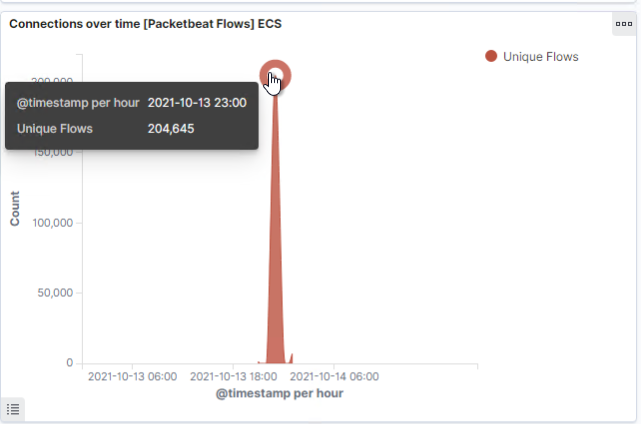 Connections over time [Packetbeat Flows] ECS
Unique Flows
200,000
@timestamp per hour 2021-10-13 23:00
Unique Flows 204,645
150,000
100,000
50,000
0
Count
2021-10-13 06:00 2021-10-13 18:00 2021-10-14 06:00
@timestamp per hour